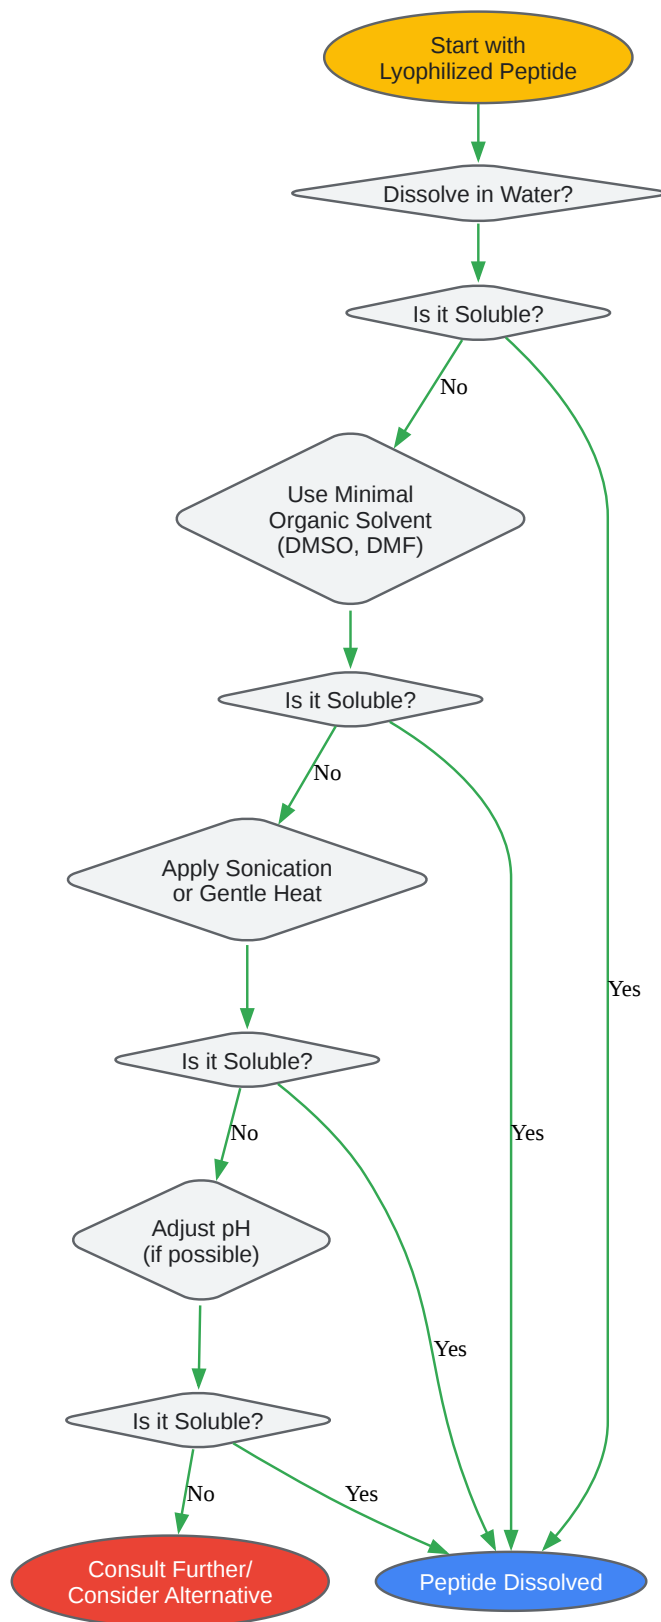 Start with
Lyophilized Peptide
Dissolve in Water?
Is it Soluble?
No
Use Minimal
Organic Solvent
(DMSO, DMF)
Is it Soluble?
No
Apply Sonication
or Gentle Heat
Yes
Is it Soluble?
No
Yes
Adjust pH
(if possible)
Yes
Is it Soluble?
No
Yes
Consult Further/
Consider Alternative
Peptide Dissolved